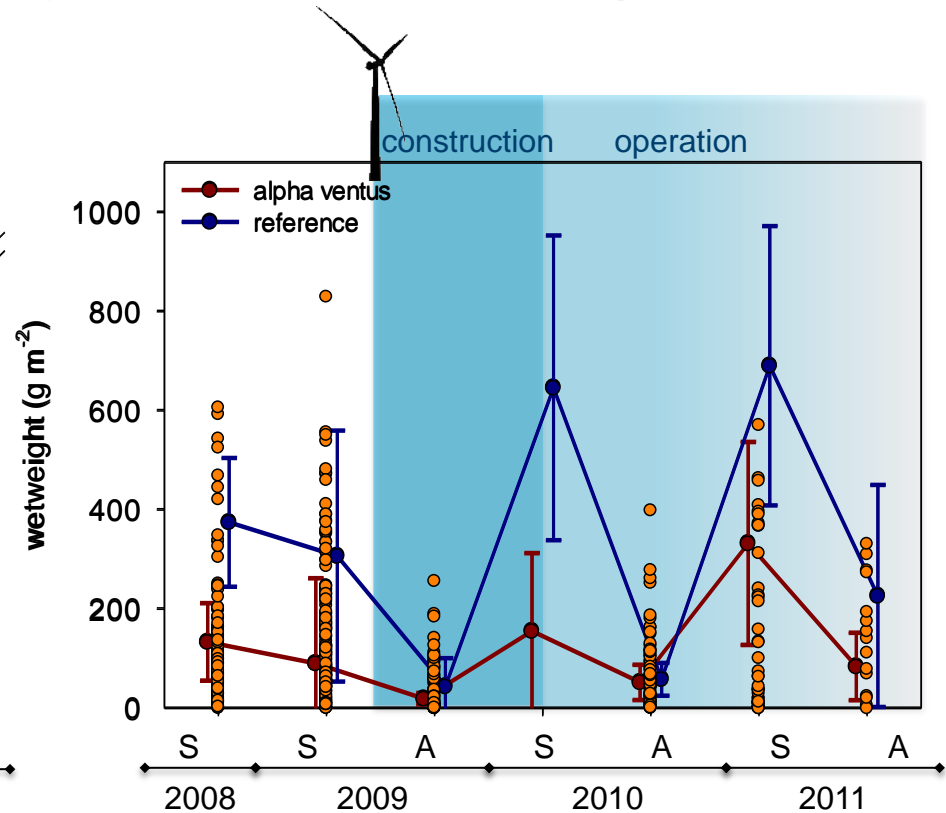 construction operation
alpha ventus
reference
1000
800
600
400
200
0
wetweight (g m⁻²)
S S A S A S A
2008 2009 2010 2011